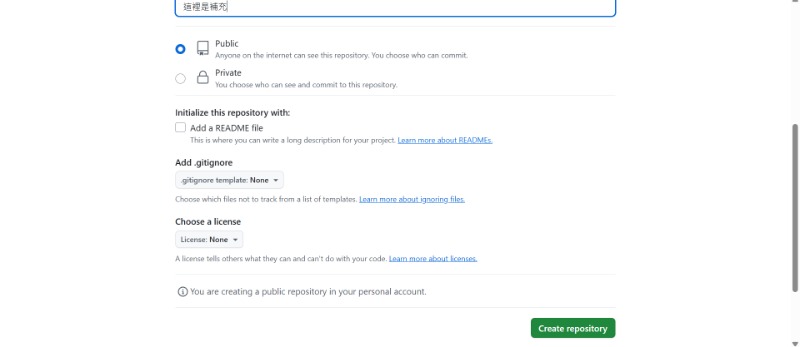 這裡是補充
Public
Anyone on the internet can see this repository. You choose who can commit.
Private
You choose who can see and commit to this repository.
Initialize this repository with:
Add a README file
This is where you can write a long description for your project. Learn more about READMEs.
Add .gitignore
.gitignore template: None
Choose which files not to track from a list of templates. Learn more about ignoring files.
Choose a license
License: None
A license tells others what they can and can't do with your code. Learn more about licenses.
You are creating a public repository in your personal account.
Create repository